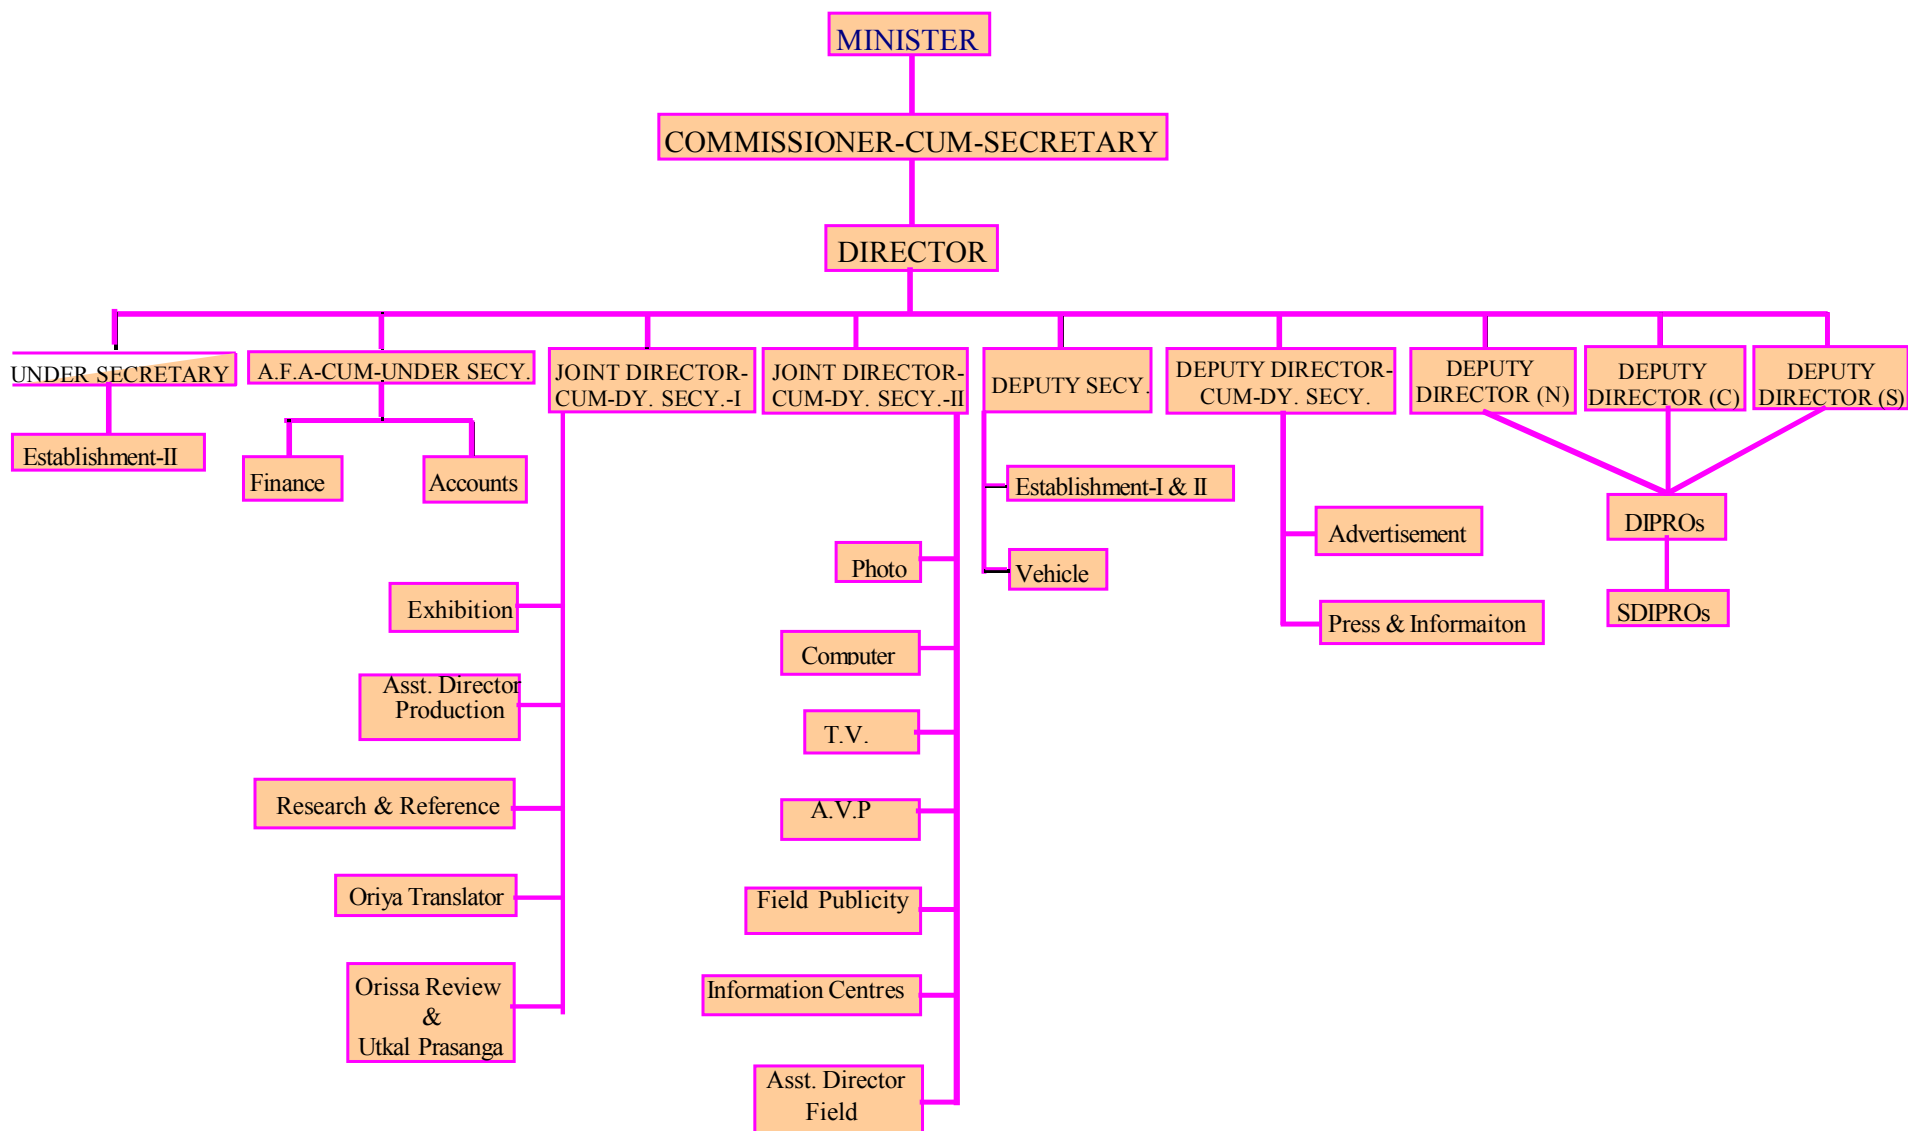 MINISTER
COMMISSIONER-CUM-SECRETARY
DIRECTOR
UNDER SECRETARY
A.F.A-CUM-UNDER SECY.
JOINT DIRECTOR-
CUM-DY. SECY.-I
JOINT DIRECTOR-
CUM-DY. SECY.-II
DEPUTY SECY.
DEPUTY DIRECTOR-
CUM-DY. SECY.
DEPUTY
DIRECTOR (N)
DEPUTY
DIRECTOR (C)
DEPUTY
DIRECTOR (S)
Establishment-II
Finance
Accounts
Exhibition
Asst. Director
Production
Research & Reference
Oriya Translator
Orissa Review
&
Utkal Prasanga
Photo
Computer
T.V.
A.V.P
Field Publicity
Information Centres
Asst. Director
Field
Establishment-I & II
Vehicle
Advertisement
Press & Informaiton
DIPROs
SDIPROs